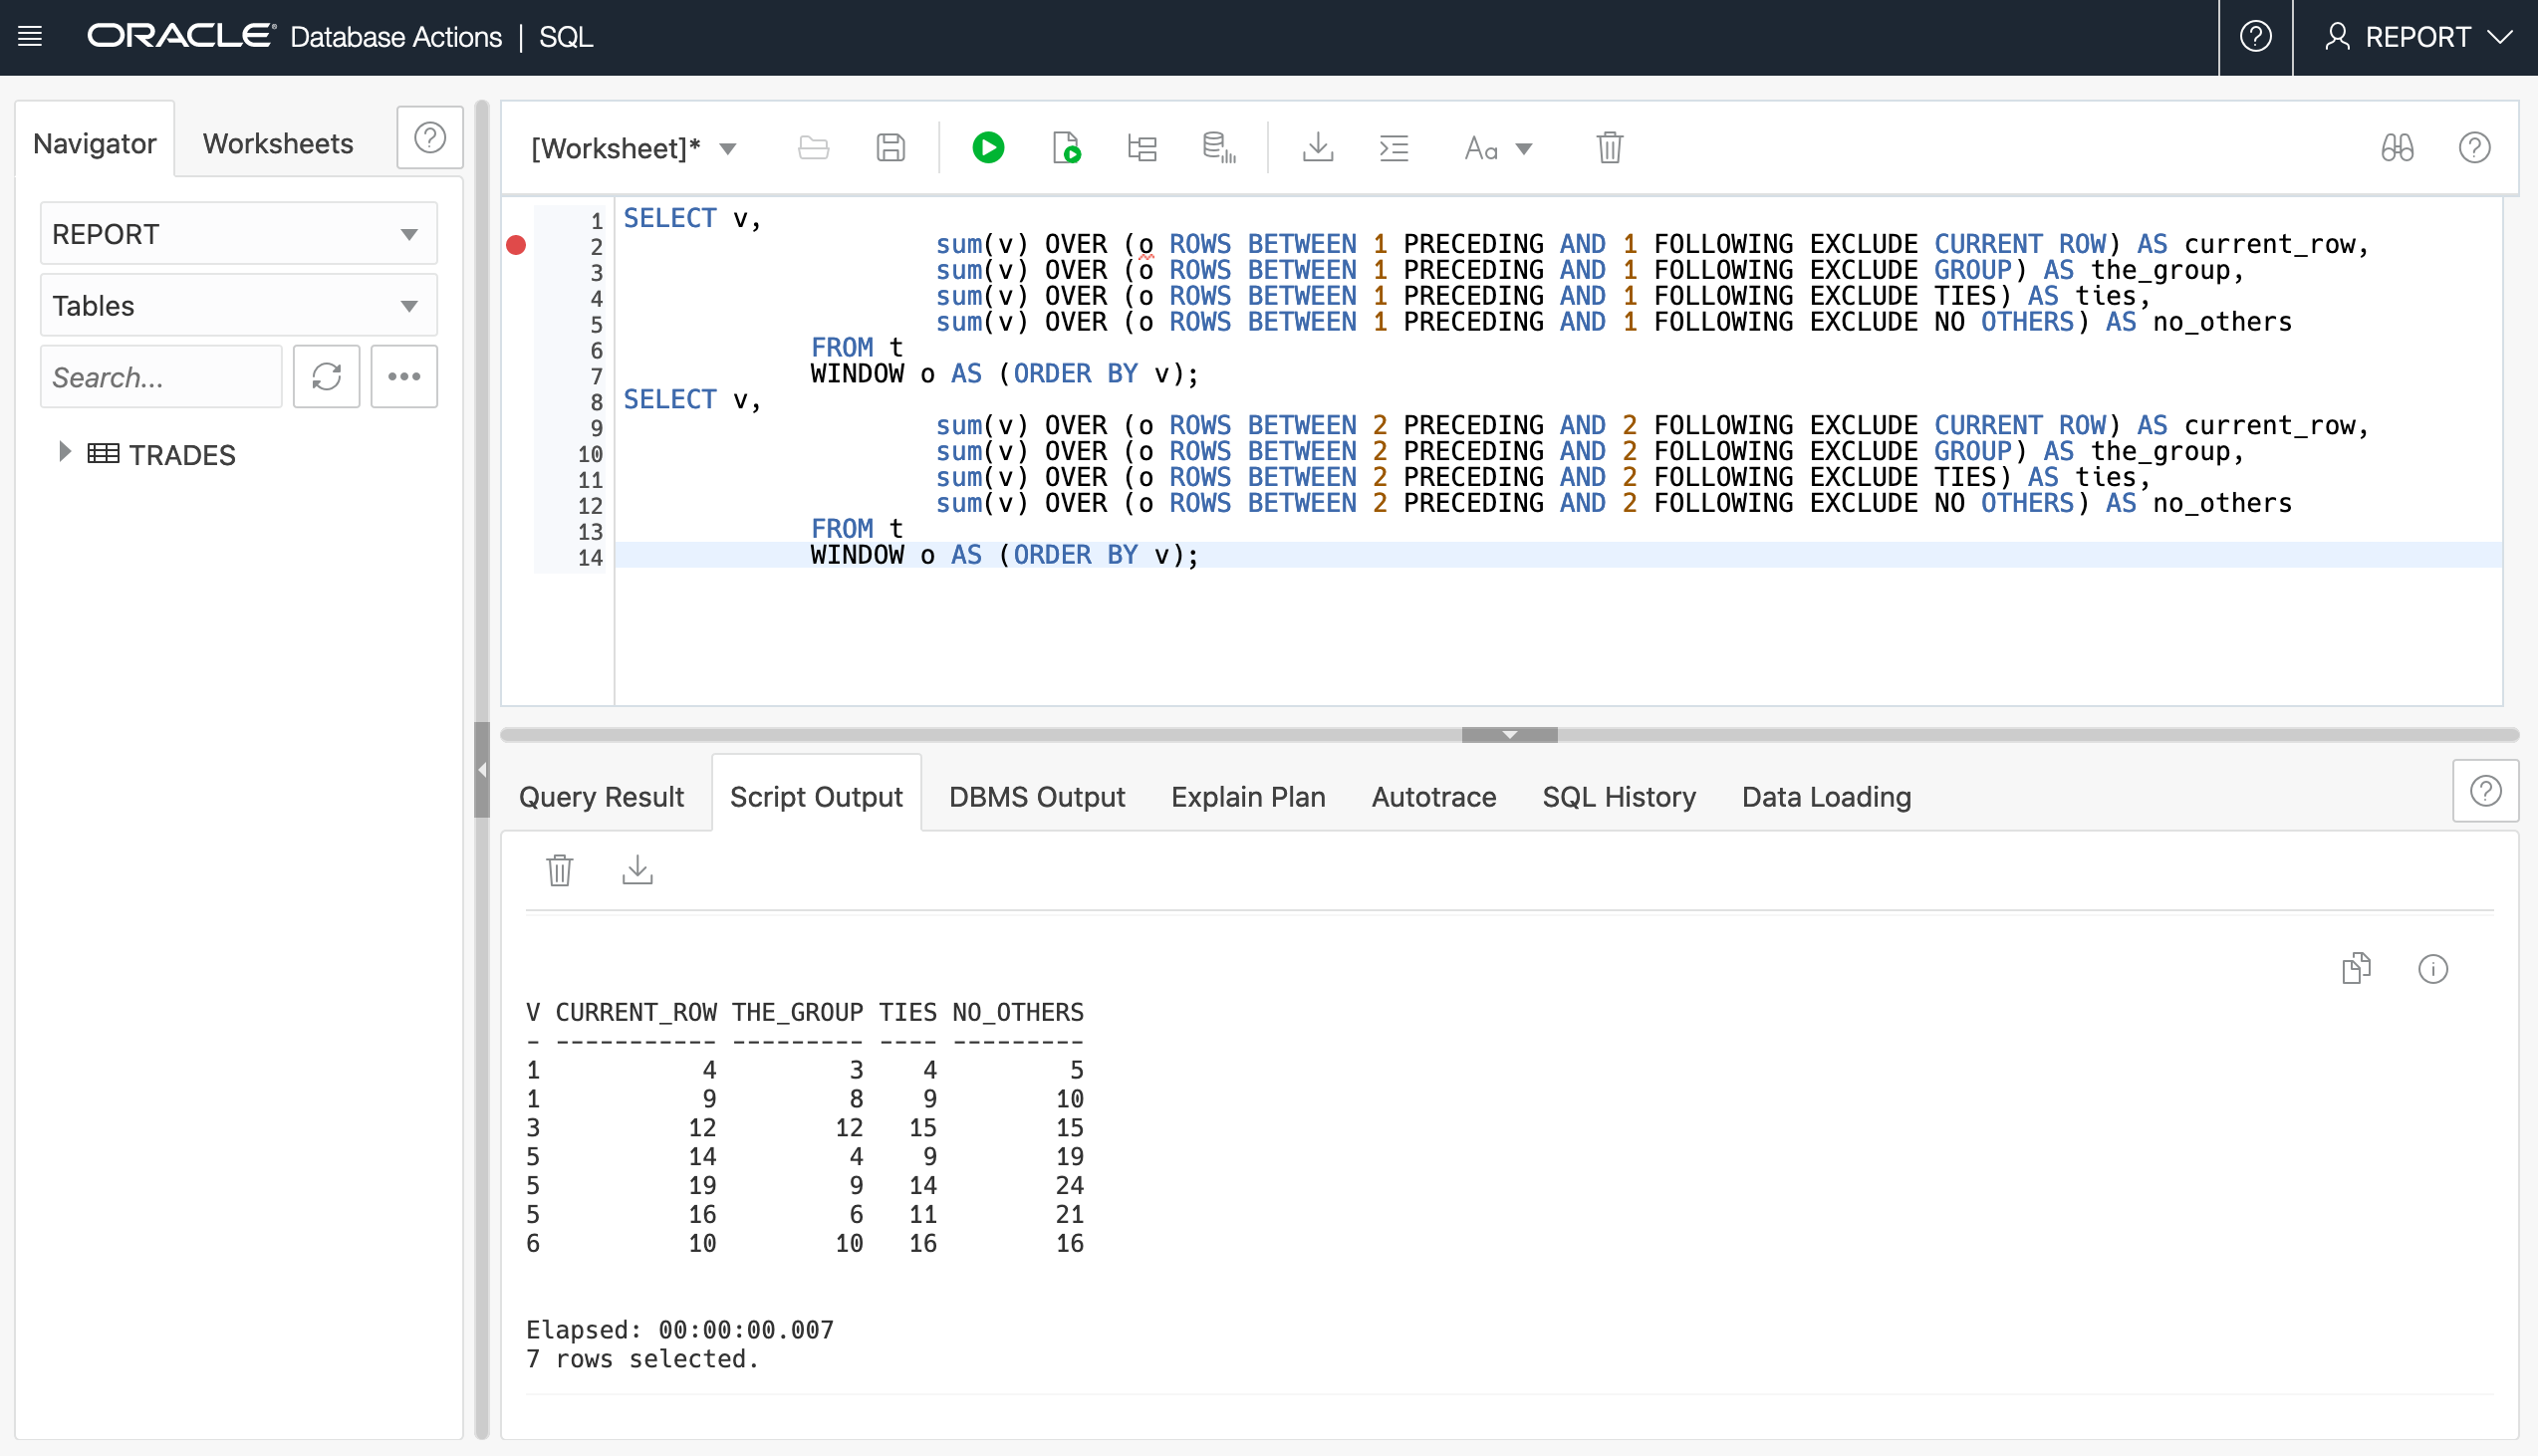 ORACLE Database Actions | SQL
REPORT
Navigator
Worksheets
REPORT
Tables
Search...
TRADES
[Worksheet]*
Aa
1 SELECT v,
2 sum(v) OVER (o ROWS BETWEEN 1 PRECEDING AND 1 FOLLOWING EXCLUDE CURRENT ROW) AS current_row,
3 sum(v) OVER (o ROWS BETWEEN 1 PRECEDING AND 1 FOLLOWING EXCLUDE GROUP) AS the_group,
4 sum(v) OVER (o ROWS BETWEEN 1 PRECEDING AND 1 FOLLOWING EXCLUDE TIES) AS ties,
5 sum(v) OVER (o ROWS BETWEEN 1 PRECEDING AND 1 FOLLOWING EXCLUDE NO OTHERS) AS no_others
6 FROM t
7 WINDOW o AS (ORDER BY v);
8 SELECT v,
9 sum(v) OVER (o ROWS BETWEEN 2 PRECEDING AND 2 FOLLOWING EXCLUDE CURRENT ROW) AS current_row,
10 sum(v) OVER (o ROWS BETWEEN 2 PRECEDING AND 2 FOLLOWING EXCLUDE GROUP) AS the_group,
11 sum(v) OVER (o ROWS BETWEEN 2 PRECEDING AND 2 FOLLOWING EXCLUDE TIES) AS ties,
12 sum(v) OVER (o ROWS BETWEEN 2 PRECEDING AND 2 FOLLOWING EXCLUDE NO OTHERS) AS no_others
13 FROM t
14 WINDOW o AS (ORDER BY v);
Query Result Script Output DBMS Output Explain Plan Autotrace SQL History Data Loading
V CURRENT_ROW THE_GROUP TIES NO_OTHERS
- ----------- --------- ---- ---------
1 4 3 4 5
1 9 8 9 10
3 12 12 15 15
5 14 4 9 19
5 19 9 14 24
5 16 6 11 21
6 10 10 16 16
Elapsed: 00:00:00.007
7 rows selected.